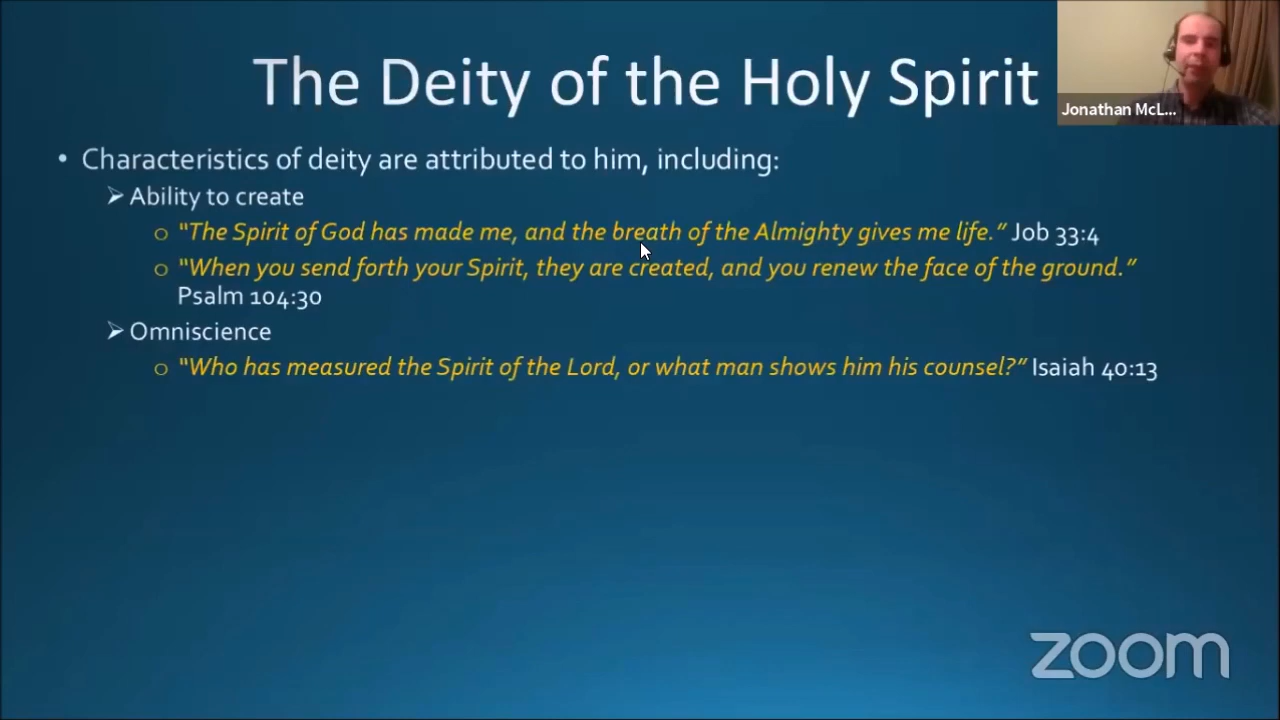 The Deity of the Holy Spirit
Jonathan McL...
• Characteristics of deity are attributed to him, including:
➢ Ability to create
o "The Spirit of God has made me, and the breath of the Almighty gives me life." Job 33:4
o "When you send forth your Spirit, they are created, and you renew the face of the ground."
Psalm 104:30
➢ Omniscience
o "Who has measured the Spirit of the Lord, or what man shows him his counsel?" Isaiah 40:13
zoom